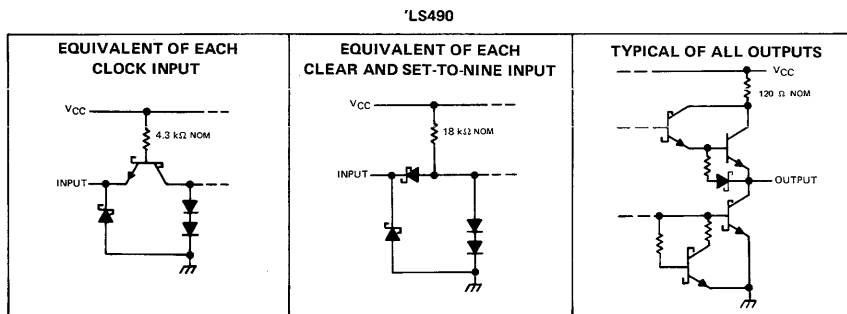 'LS490
EQUIVALENT OF EACH
CLOCK INPUT
VCC
4.3 kΩ NOM
INPUT
EQUIVALENT OF EACH
CLEAR AND SET-TO-NINE INPUT
VCC
18 kΩ NOM
INPUT
TYPICAL OF ALL OUTPUTS
VCC
120 Ω NOM
OUTPUT